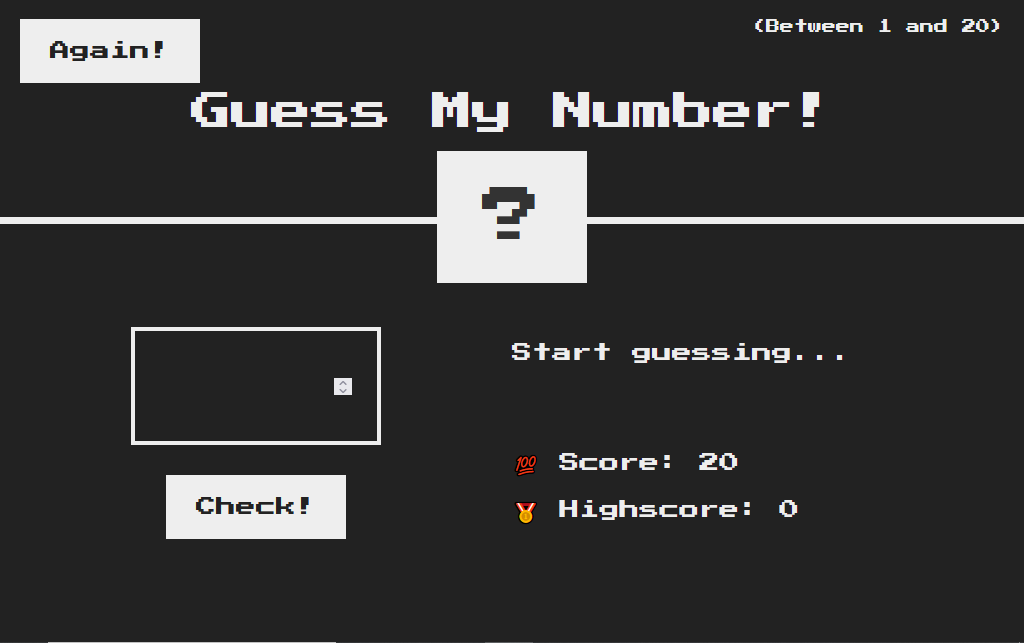 Again!
(Between 1 and 20)
Guess My Number!
?
Start guessing...
💯 Score: 20
Check!
🥇 Highscore: 0